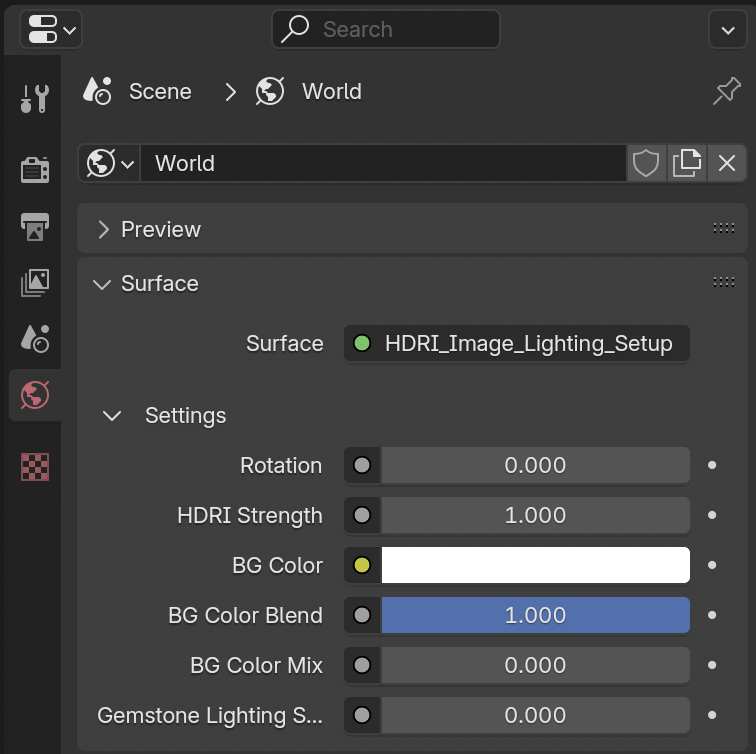 Search
Scene World
World
Preview
Surface
Surface HDRI_Image_Lighting_Setup
Settings
Rotation 0.000
HDRI Strength 1.000
BG Color
BG Color Blend 1.000
BG Color Mix 0.000
Gemstone Lighting S... 0.000